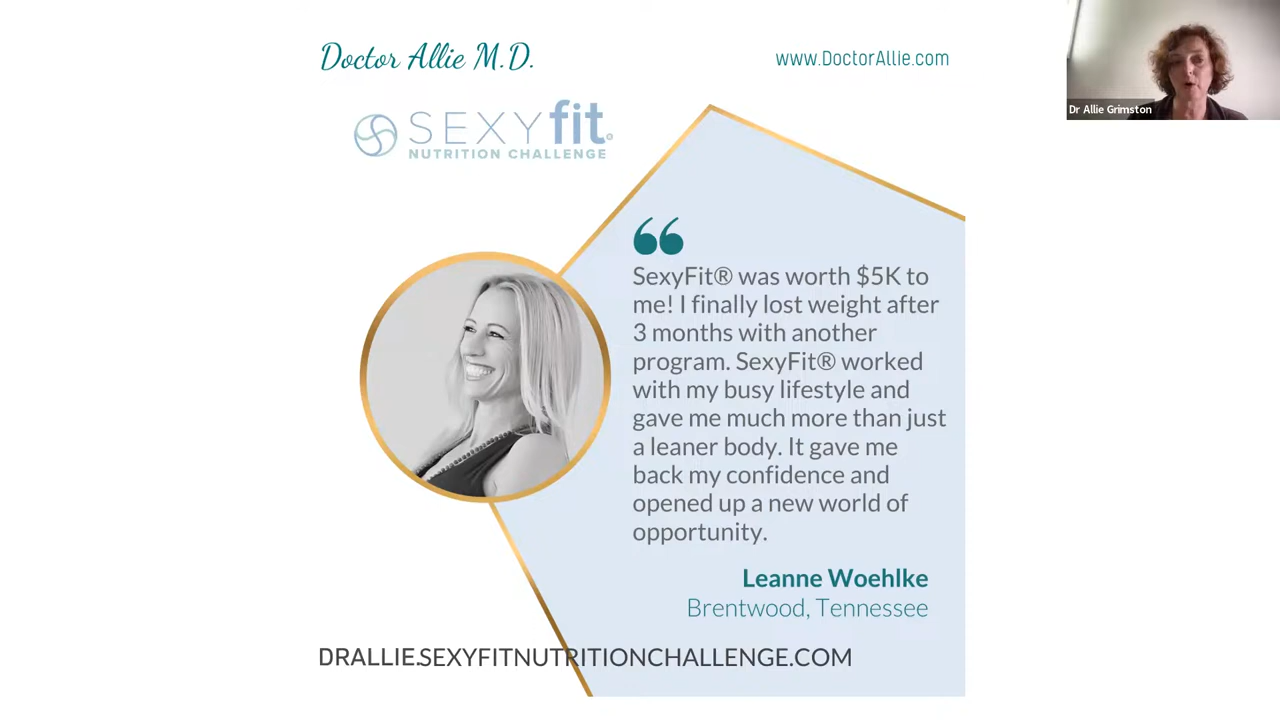 Doctor Allie M.D.
www.DoctorAllie.com
Dr Allie Grimston
SEXYfit®
NUTRITION CHALLENGE
SexyFit® was worth $5K to
me! I finally lost weight after
3 months with another
program. SexyFit® worked
with my busy lifestyle and
gave me much more than just
a leaner body. It gave me
back my confidence and
opened up a new world of
opportunity.
Leanne Woehlke
Brentwood, Tennessee
DRALLIE.SEXYFITNUTRITIONCHALLENGE.COM